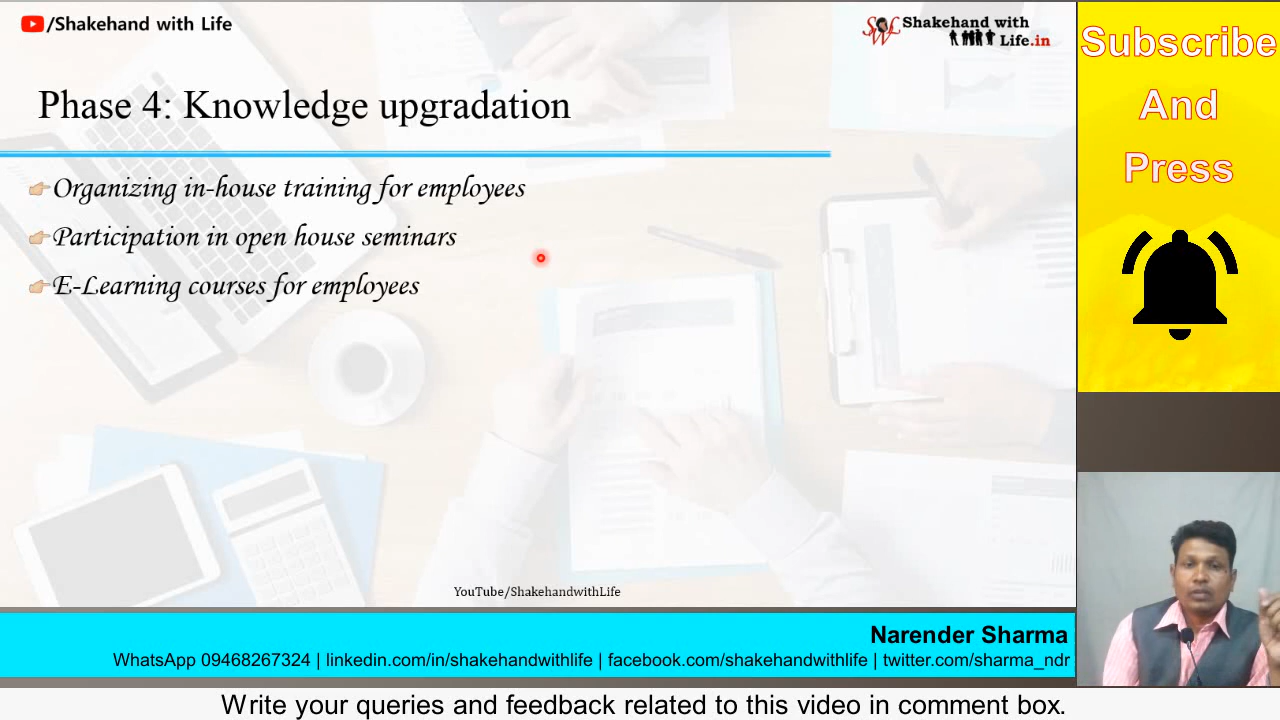 /Shakehand with Life
SWL Shakehand with
Life.in
Subscribe
And
Press
Phase 4: Knowledge upgradation
Organizing in-house training for employees
Participation in open house seminars
E-Learning courses for employees
YouTube/ShakehandwithLife
Narender Sharma
WhatsApp 09468267324 | linkedin.com/in/shakehandwithlife | facebook.com/shakehandwithlife | twitter.com/sharma_ndr
Write your queries and feedback related to this video in comment box.